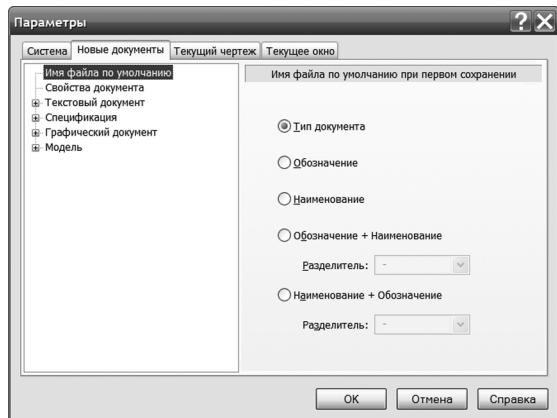 Параметры
Система Новые документы Текущий чертеж Текущее окно
Имя файла по умолчанию
Свойства документа
Текстовый документ
Спецификация
Графический документ
Модель
Имя файла по умолчанию при первом сохранении
Тип документа
Обозначение
Наименование
Обозначение + Наименование
Разделитель: -
Наименование + Обозначение
Разделитель: -
OK Отмена Справка